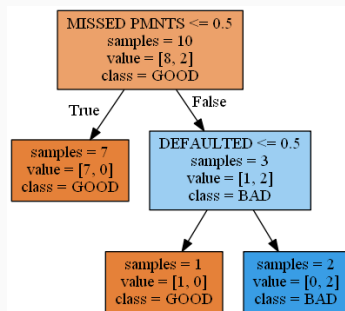 MISSED PMNTS <= 0.5
samples = 10
value = [8, 2]
class = GOOD
True
False
samples = 7
value = [7, 0]
class = GOOD
DEFAULTED <= 0.5
samples = 3
value = [1, 2]
class = BAD
samples = 1
value = [1, 0]
class = GOOD
samples = 2
value = [0, 2]
class = BAD